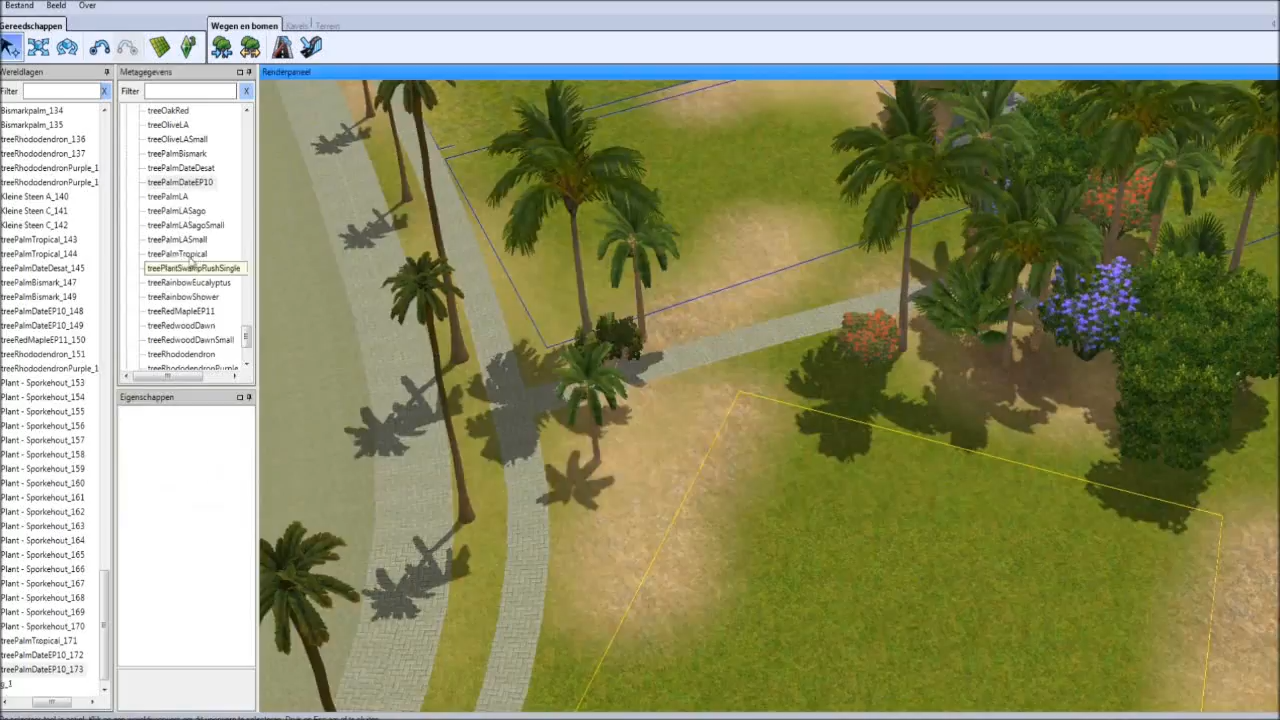 Bestand Beeld Over
Gereedschappen
Wegen en bomen Kavels Terrein
Wereldlagen
Filter X
Bismarkpalm_134
Bismarkpalm_135
treeRhododendron_136
treeRhododendron_137
treeRhododendronPurple_1
treeRhododendronPurple_1
Kleine Steen A_140
Kleine Steen C_141
Kleine Steen C_142
treePalmTropical_143
treePalmTropical_144
treePalmDateDesat_145
treePalmBismark_147
treePalmBismark_149
treePalmDateEP10_148
treePalmDateEP10_149
treeRedMapleEP11_150
treeRhododendron_151
treeRhododendronPurple_1
Plant - Sporkehout_153
Plant - Sporkehout_154
Plant - Sporkehout_155
Plant - Sporkehout_156
Plant - Sporkehout_157
Plant - Sporkehout_158
Plant - Sporkehout_159
Plant - Sporkehout_160
Plant - Sporkehout_161
Plant - Sporkehout_162
Plant - Sporkehout_163
Plant - Sporkehout_164
Plant - Sporkehout_165
Plant - Sporkehout_166
Plant - Sporkehout_167
Plant - Sporkehout_168
Plant - Sporkehout_169
Plant - Sporkehout_170
treePalmTropical_171
treePalmDateEP10_172
treePalmDateEP10_173
g_1
Metagegevens
Filter X
treeOakRed
treeOliveLA
treeOliveLASmall
treePalmBismark
treePalmDateDesat
treePalmDateEP10
treePalmLA
treePalmLASago
treePalmLASagoSmall
treePalmLASmall
treePalmTropical
treePlantSwampRushSingle
treeRainbowEucalyptus
treeRainbowShower
treeRedMapleEP11
treeRedwoodDawn
treeRedwoodDawnSmall
treeRhododendron
treeRhododendronPurple
Eigenschappen
Renderpaneel